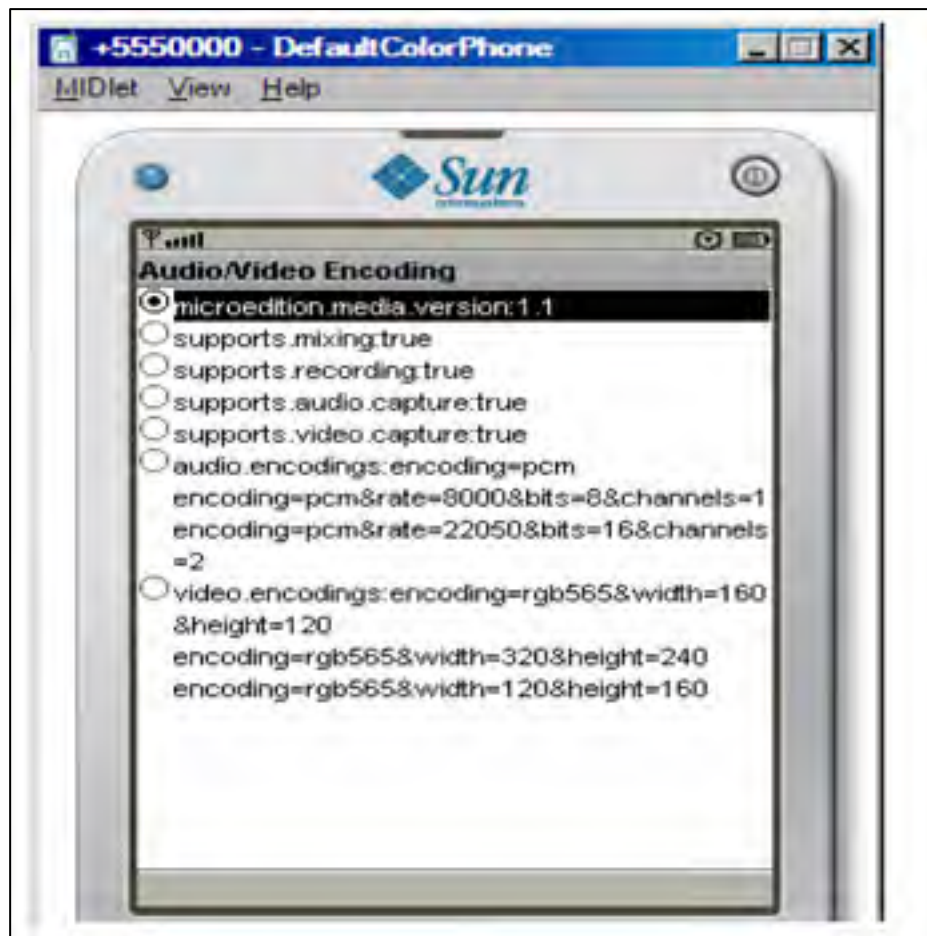 +5550000 - DefaultColorPhone
MIDlet View Help
Sun
microsystems
Audio/Video Encoding
microedition.media.version:1.1
supports.mixing:true
supports.recording:true
supports.audio.capture:true
supports.video.capture:true
audio.encodings:encoding=pcm
encoding=pcm&rate=8000&bits=8&channels=1
encoding=pcm&rate=22050&bits=16&channels
=2
video.encodings:encoding=rgb565&width=160
&height=120
encoding=rgb565&width=320&height=240
encoding=rgb565&width=120&height=160